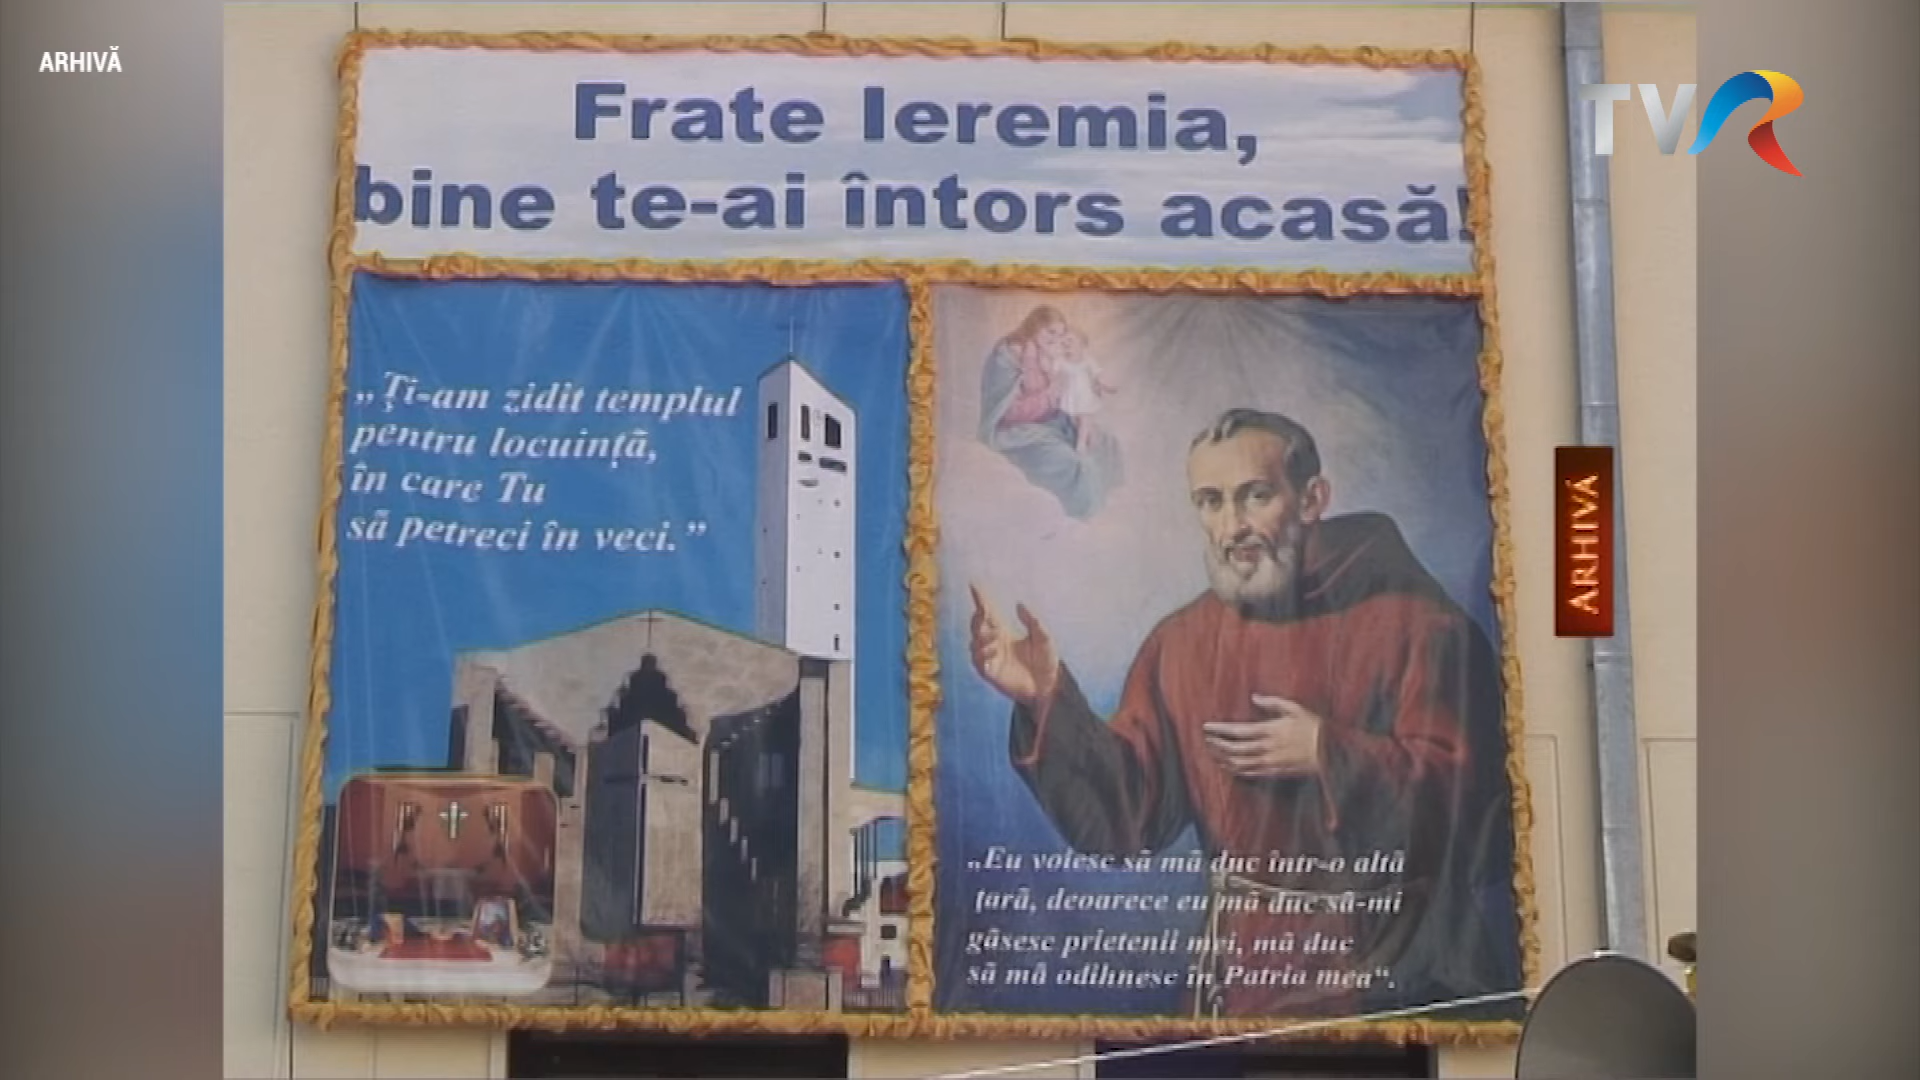 ARHIVĂ
TVR
Frate Ieremia,
bine te-ai întors acasă!
„Ţi-am zidit templul
pentru locuinţă,
în care Tu
să petreci în veci.”
„Eu voiesc să mă duc într-o altă
ţară, deoarece eu mă duc să-mi
găsesc prietenii mei, mă duc
să mă odihnesc în Patria mea“.
ARHIVĂ